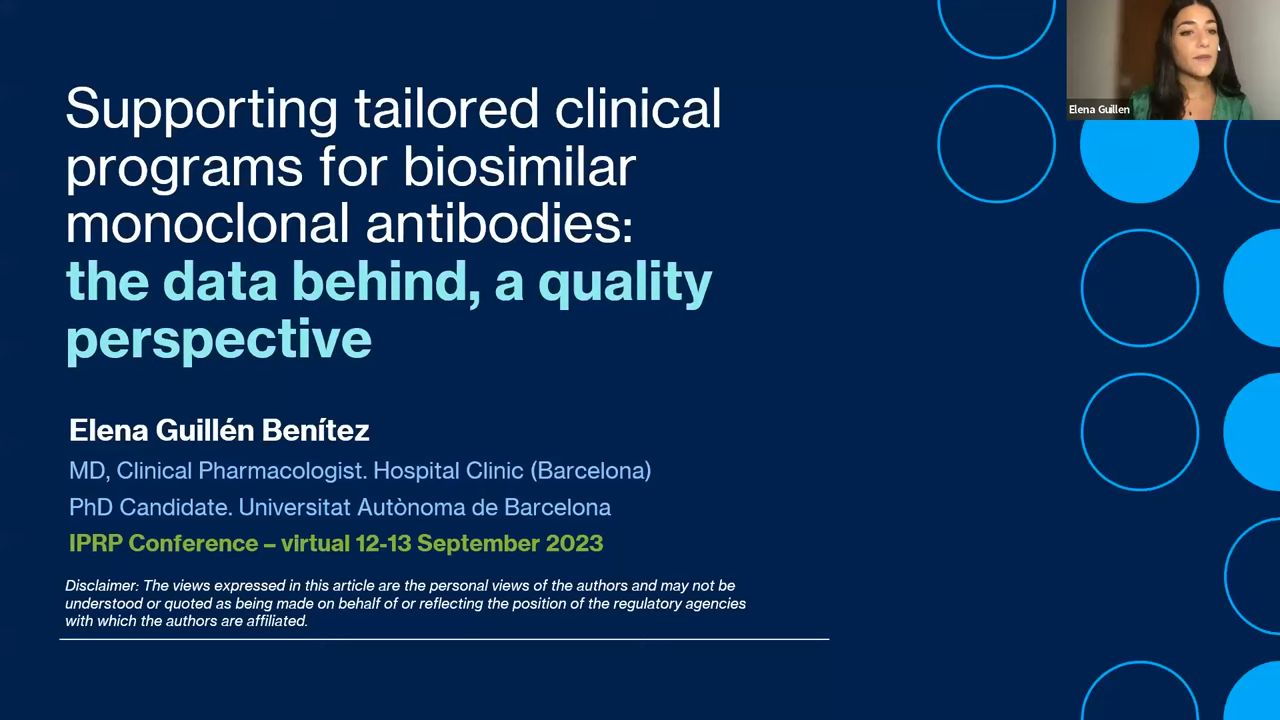 Supporting tailored clinical
programs for biosimilar
monoclonal antibodies:
the data behind, a quality
perspective
Elena Guillén Benítez
MD, Clinical Pharmacologist. Hospital Clinic (Barcelona)
PhD Candidate. Universitat Autònoma de Barcelona
IPRP Conference – virtual 12-13 September 2023
Disclaimer: The views expressed in this article are the personal views of the authors and may not be
understood or quoted as being made on behalf of or reflecting the position of the regulatory agencies
with which the authors are affiliated.
Elena Guillen